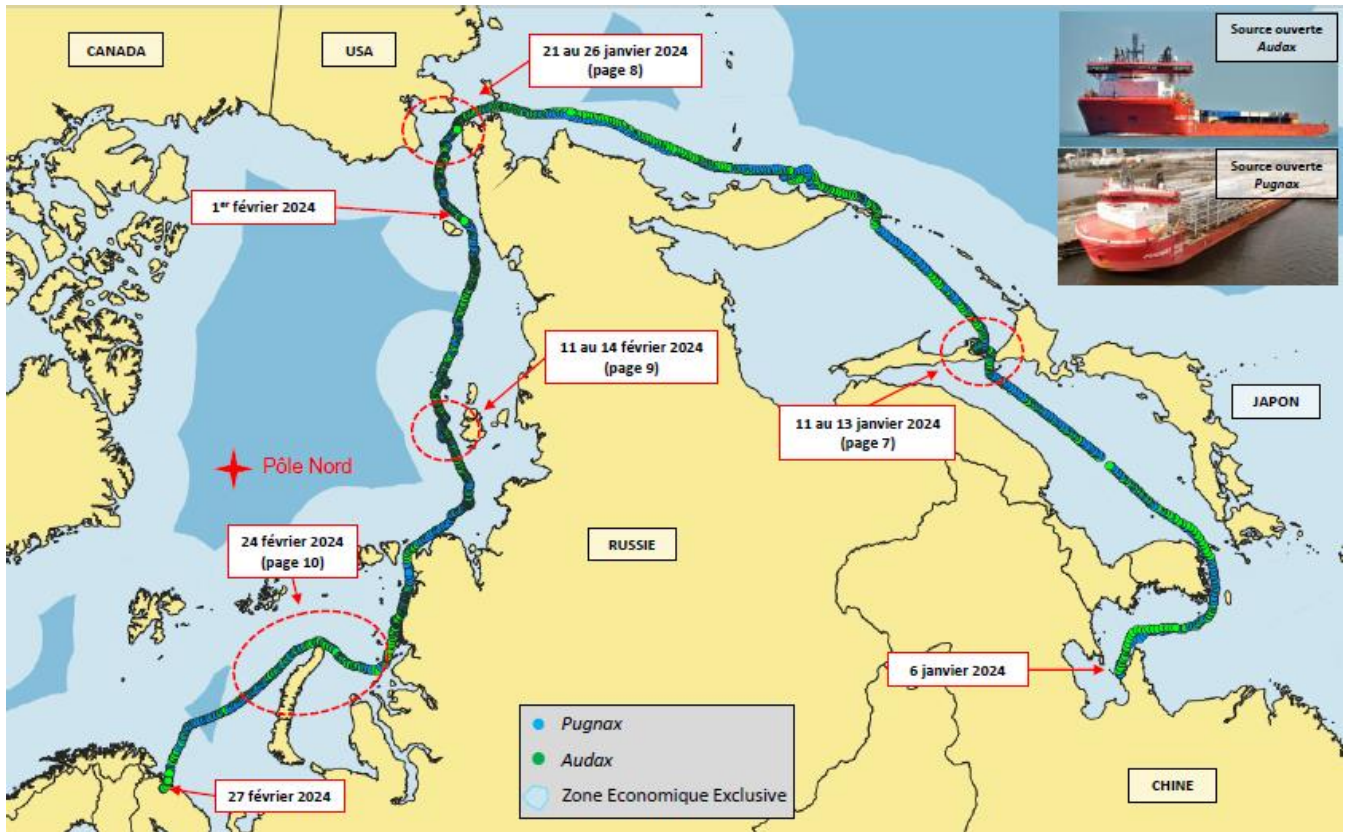 CANADA
USA
21 au 26 janvier 2024
(page 8)
Source ouverte
Audax
Source ouverte
Pugnax
1er février 2024
11 au 14 février 2024
(page 9)
11 au 13 janvier 2024
(page 7)
JAPON
Pôle Nord
24 février 2024
(page 10)
RUSSIE
6 janvier 2024
Pugnax
Audax
Zone Economique Exclusive
27 février 2024
CHINE